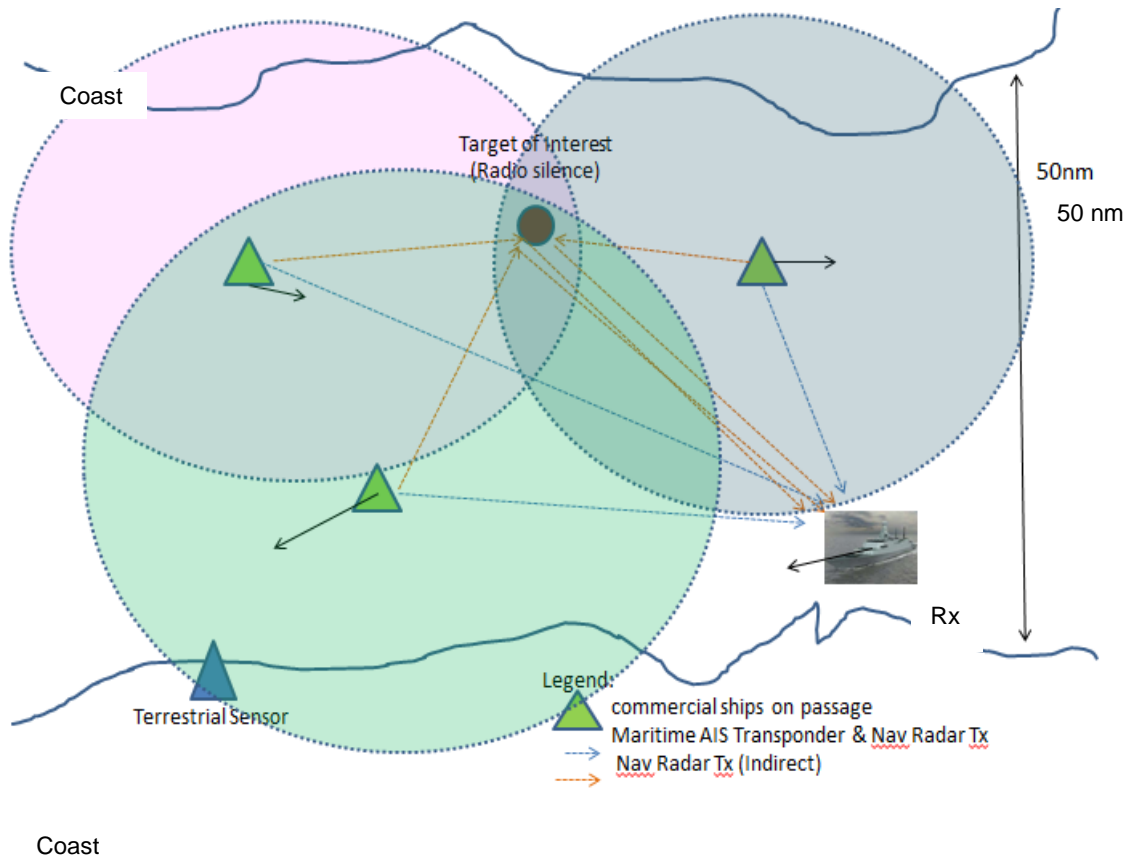 Coast
Target of Interest
(Radio silence)
50nm
50 nm
Rx
Terrestrial Sensor
Legend:
commercial ships on passage
Maritime AIS Transponder & Nav Radar Tx
Nav Radar Tx (Indirect)
Coast